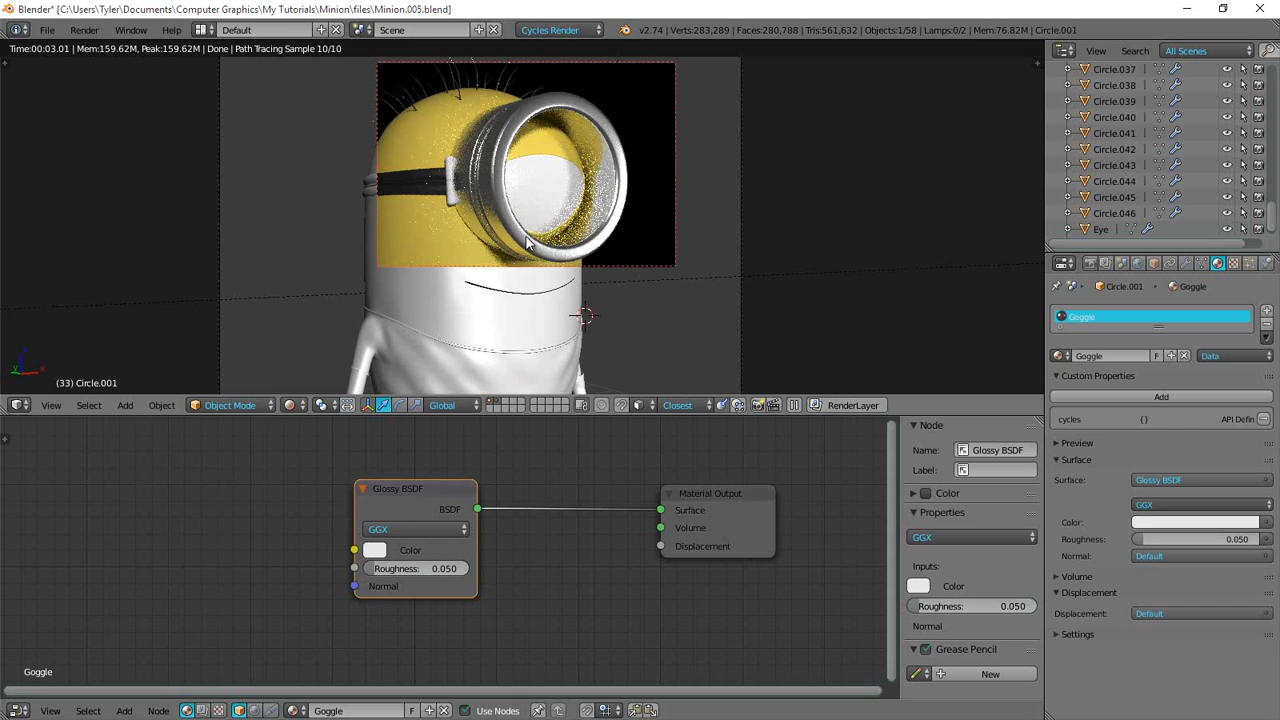 Blender* [C:\Users\Tyler\Documents\Computer Graphics\My Tutorials\Minion\files\Minion.005.blend]
File Render Window Help Default Scene Cycles Render v2.74 | Verts:283,289 | Faces:280,788 | Tris:561,632 | Objects:1/58 | Lamps:0/2 | Mem:76.82M | Circle.001
Time:00:03.01 | Mem:159.62M, Peak:159.62M | Done | Path Tracing Sample 10/10
View Search All Scenes
Circle.037
Circle.038
Circle.039
Circle.040
Circle.041
Circle.042
Circle.043
Circle.044
Circle.045
Circle.046
Eye
Circle.001 Goggle
Goggle
Goggle F Data
Custom Properties
Add
cycles {} API Defin
Preview
Surface
Surface: Glossy BSDF
GGX
Color:
Roughness: 0.050
Normal: Default
Volume
Displacement
Displacement: Default
Settings
(33) Circle.001
View Select Add Object Object Mode Global Closest RenderLayer
Glossy BSDF
BSDF
GGX
Color
Roughness: 0.050
Normal
Material Output
Surface
Volume
Displacement
Node
Name: Glossy BSDF
Label:
Color
Properties
GGX
Inputs:
Color
Roughness: 0.050
Normal
Grease Pencil
New
Goggle
View Select Add Node Goggle F Use Nodes